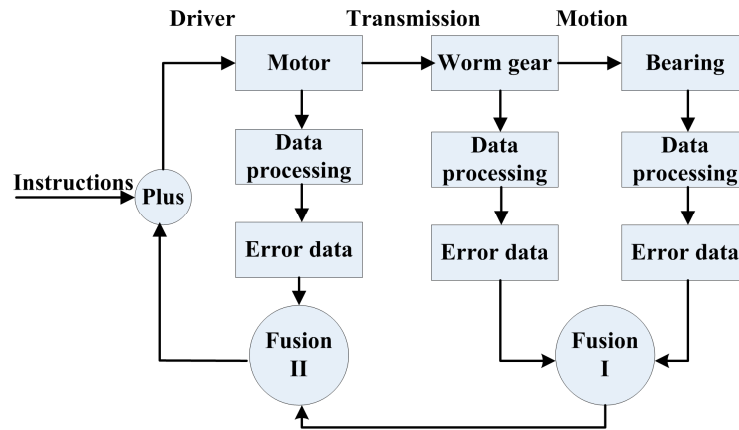 Driver
Transmission
Motion
Motor
Worm gear
Bearing
Data
processing
Data
processing
Data
processing
Instructions
Plus
Error data
Error data
Error data
Fusion
II
Fusion
I